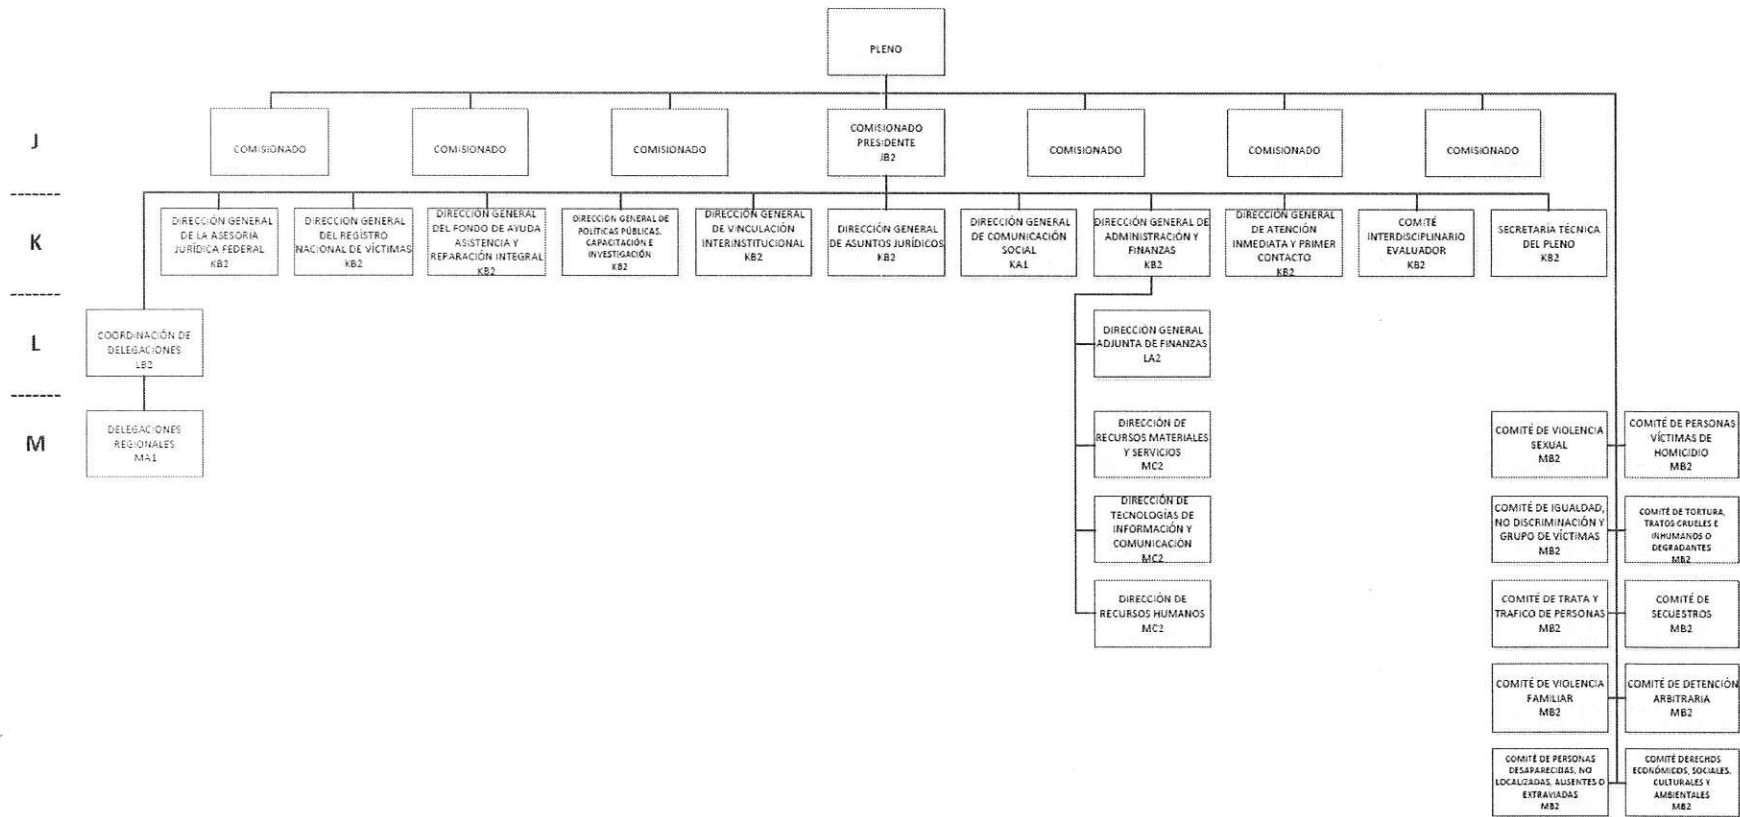 PLENO
J
COMISIONADO
COMISIONADO
COMISIONADO
COMISIONADO
PRESIDENTE
JB2
COMISIONADO
COMISIONADO
COMISIONADO
K
DIRECCIÓN GENERAL
DE LA ASESORIA
JURÍDICA FEDERAL
KB2
DIRECCION GENERAL
DEL REGISTRO
NACIONAL DE VÍCTIMAS
KB2
DIRECCIÓN GENERAL
DEL FONDO DE AYUDA
ASISTENCIA Y
REPARACIÓN INTEGRAL
KB2
DIRECCION GENERAL DE
POLÍTICAS PÚBLICAS,
CAPACITACIÓN E
INVESTIGACIÓN
KB2
DIRECCIÓN GENERAL
DE VINCULACIÓN
INTERINSTITUCIONAL
KB2
DIRECCIÓN GENERAL
DE ASUNTOS JURÍDICOS
KB2
DIRECCIÓN GENERAL
DE COMUNICACIÓN
SOCIAL
KA1
DIRECCIÓN GENERAL DE
ADMINISTRACIÓN Y
FINANZAS
KB2
DIRECCIÓN GENERAL
DE ATENCIÓN
INMEDIATA Y PRIMER
CONTACTO
KB2
COMITÉ
INTERDISCIPLINARIO
EVALUADOR
KB2
SECRETARÍA TÉCNICA
DEL PLENO
KB2
L
COORDINACIÓN DE
DELEGACIONES
LB2
DIRECCIÓN GENERAL
ADJUNTA DE FINANZAS
LA2
M
DELEGACIONES
REGIONALES
MA1
DIRECCIÓN DE
RECURSOS MATERIALES
Y SERVICIOS
MC2
DIRECCIÓN DE
TECNOLOGÍAS DE
INFORMACIÓN Y
COMUNICACIÓN
MC2
DIRECCIÓN DE
RECURSOS HUMANOS
MC2
COMITÉ DE VIOLENCIA
SEXUAL
MB2
COMITÉ DE PERSONAS
VÍCTIMAS DE
HOMICIDIO
MB2
COMITÉ DE IGUALDAD,
NO DISCRIMINACIÓN Y
GRUPO DE VÍCTIMAS
MB2
COMITÉ DE TORTURA,
TRATOS CRUELES E
INHUMANOS O
DEGRADANTES
MB2
COMITÉ DE TRATA Y
TRAFICO DE PERSONAS
MB2
COMITÉ DE
SECUESTROS
MB2
COMITÉ DE VIOLENCIA
FAMILIAR
MB2
COMITÉ DE DETENCIÓN
ARBITRARIA
MB2
COMITÉ DE PERSONAS
DESAPARECIDAS, NO
LOCALIZADAS, AUSENTES O
EXTRAVIADAS
MB2
COMITÉ DERECHOS
ECONÓMICOS, SOCIALES,
CULTURALES Y
AMBIENTALES
MB2